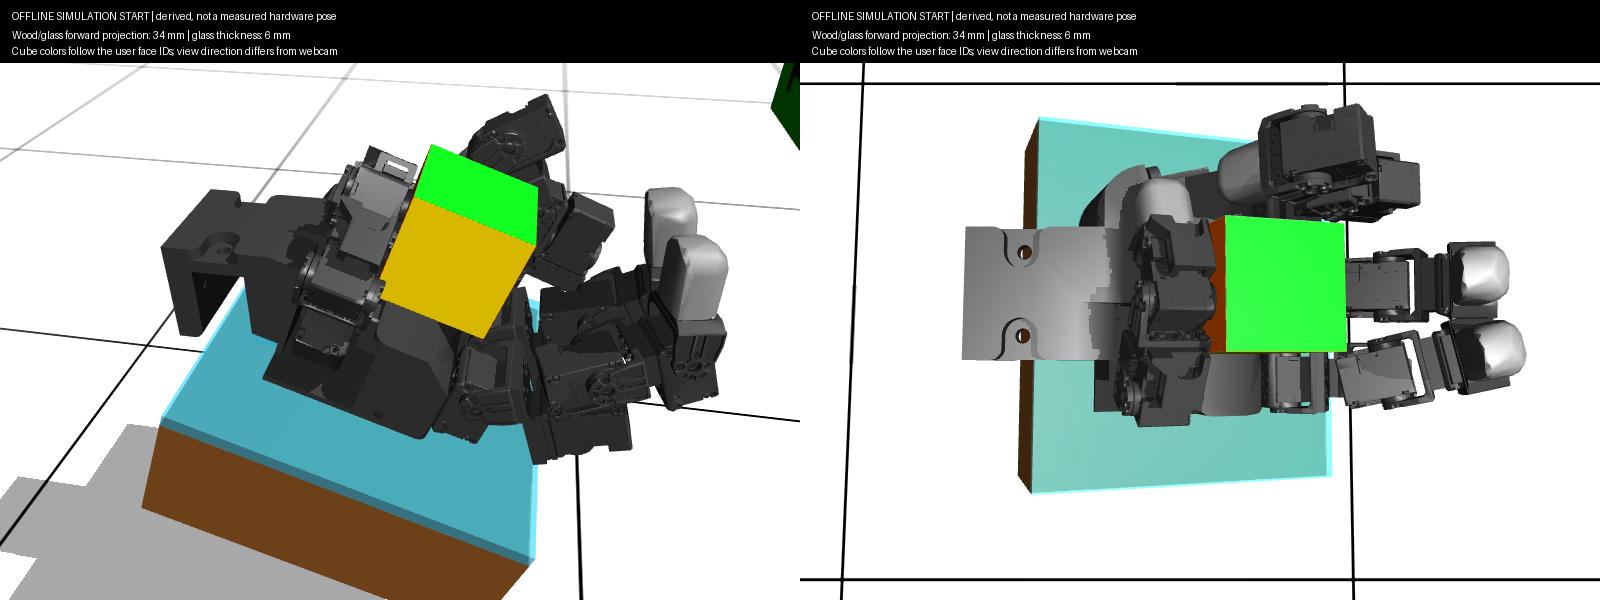 OFFLINE SIMULATION START | derived, not a measured hardware pose
Wood/glass forward projection: 34 mm | glass thickness: 6 mm
Cube colors follow the user face IDs; view direction differs from webcam
OFFLINE SIMULATION START | derived, not a measured hardware pose
Wood/glass forward projection: 34 mm | glass thickness: 6 mm
Cube colors follow the user face IDs; view direction differs from webcam